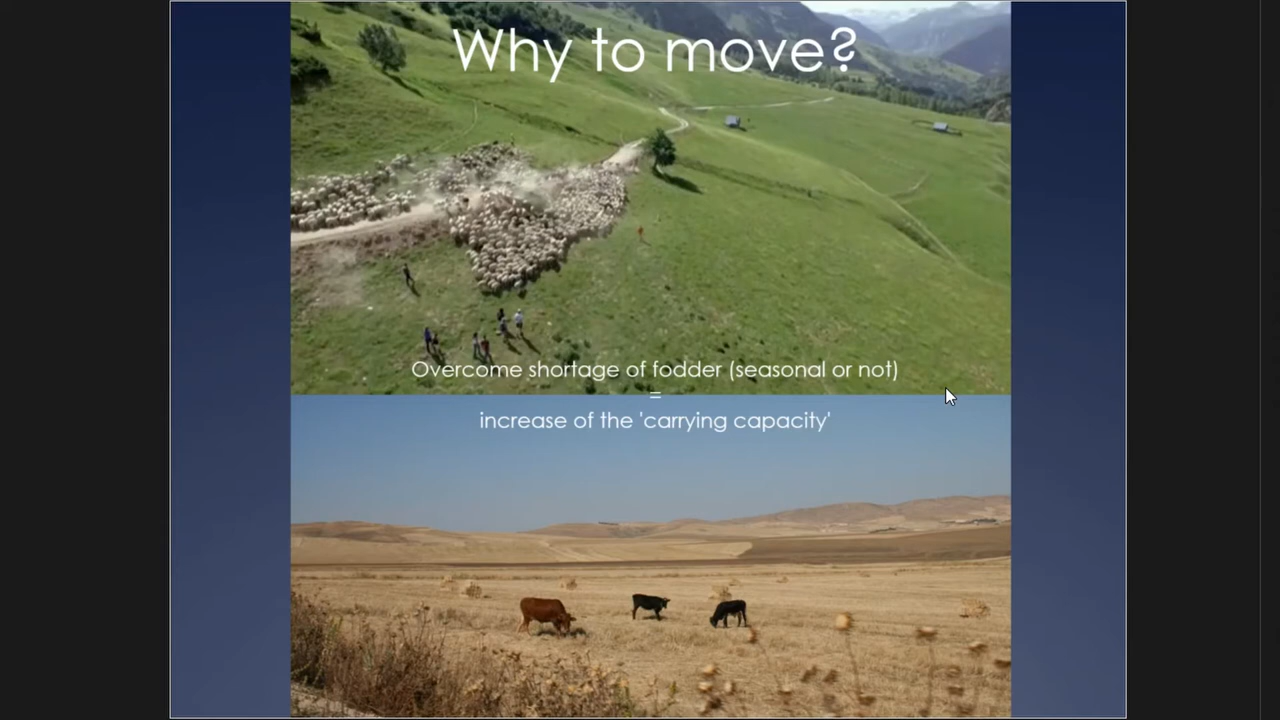 Why to move?
Overcome shortage of fodder (seasonal or not)
=
increase of the 'carrying capacity'